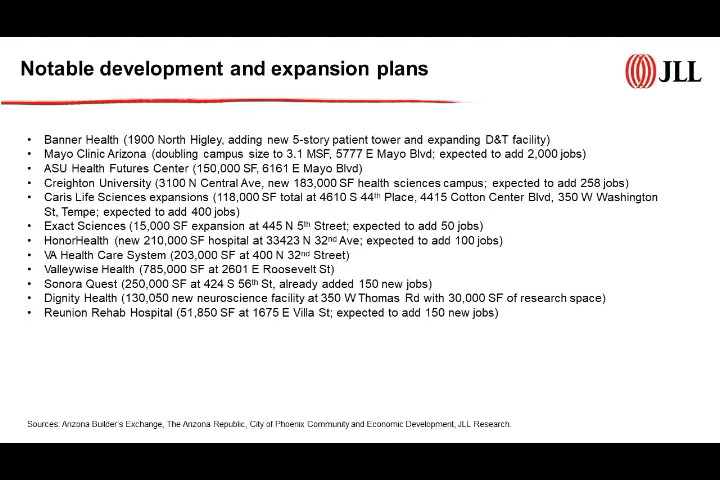 Notable development and expansion plans
JLL
• Banner Health (1900 North Higley, adding new 5-story patient tower and expanding D&T facility)
• Mayo Clinic Arizona (doubling campus size to 3.1 MSF, 5777 E Mayo Blvd; expected to add 2,000 jobs)
• ASU Health Futures Center (150,000 SF, 6161 E Mayo Blvd)
• Creighton University (3100 N Central Ave, new 183,000 SF health sciences campus; expected to add 258 jobs)
• Caris Life Sciences expansions (118,000 SF total at 4610 S 44th Place, 4415 Cotton Center Blvd, 350 W Washington
St, Tempe; expected to add 400 jobs)
• Exact Sciences (15,000 SF expansion at 445 N 5th Street; expected to add 50 jobs)
• HonorHealth (new 210,000 SF hospital at 33423 N 32nd Ave; expected to add 100 jobs)
• VA Health Care System (203,000 SF at 400 N 32nd Street)
• Valleywise Health (785,000 SF at 2601 E Roosevelt St)
• Sonora Quest (250,000 SF at 424 S 56th St, already added 150 new jobs)
• Dignity Health (130,050 new neuroscience facility at 350 W Thomas Rd with 30,000 SF of research space)
• Reunion Rehab Hospital (51,850 SF at 1675 E Villa St; expected to add 150 new jobs)
Sources: Arizona Builder's Exchange, The Arizona Republic, City of Phoenix Community and Economic Development, JLL Research.